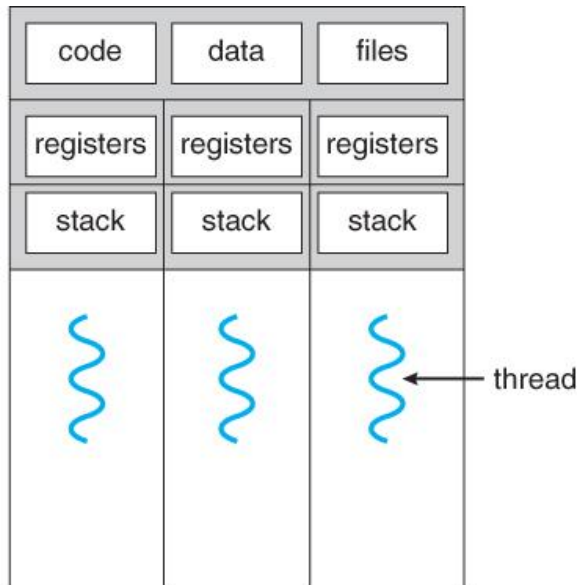 code data files
registers registers registers
stack stack stack
thread